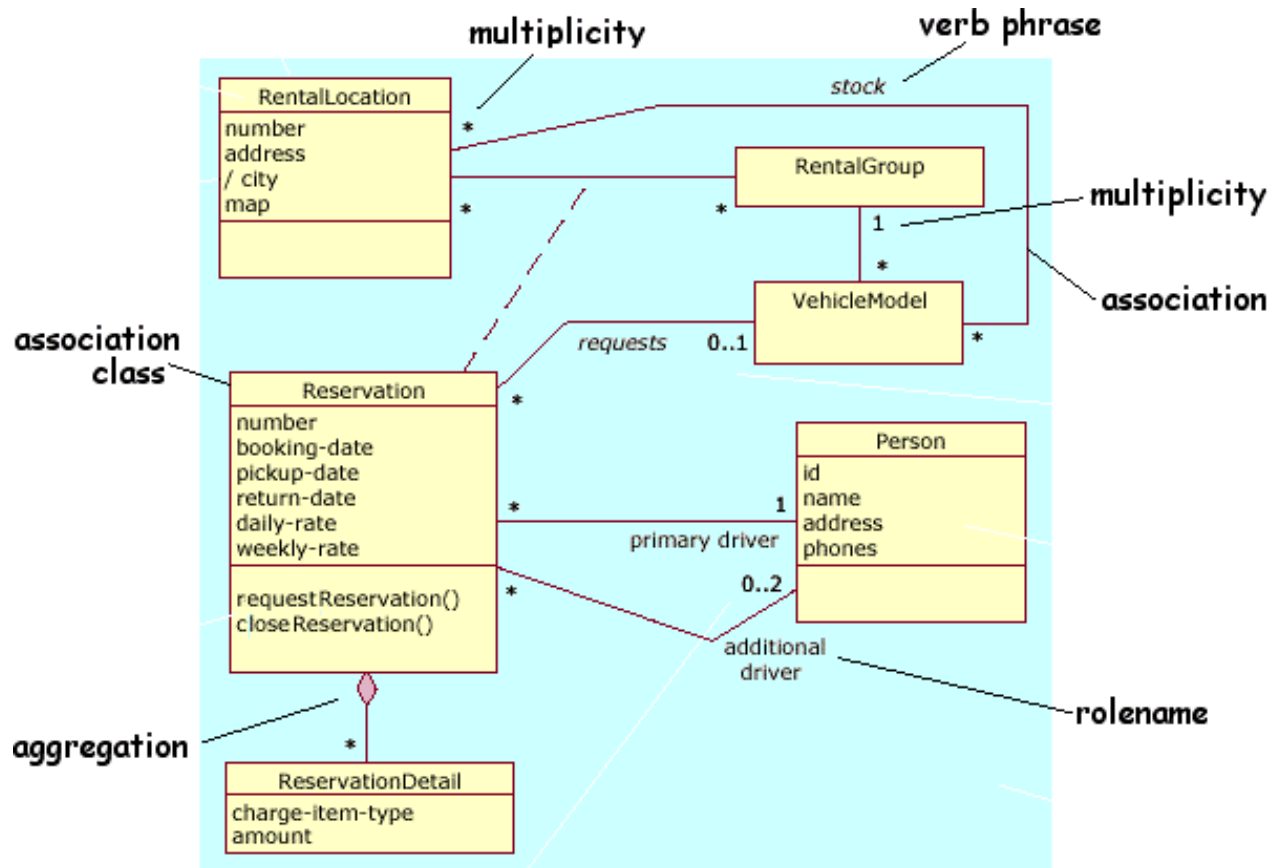 multiplicity
verb phrase
RentalLocation
number
address
/ city
map
*
stock
*
*
RentalGroup
multiplicity
1
*
VehicleModel
association
*
requests
0..1
association
class
Reservation
*
number
booking-date
pickup-date
return-date
daily-rate
weekly-rate
requestReservation()
closeReservation()
Person
id
name
address
phones
*
1
primary driver
*
0..2
additional
driver
rolename
aggregation
*
ReservationDetail
charge-item-type
amount